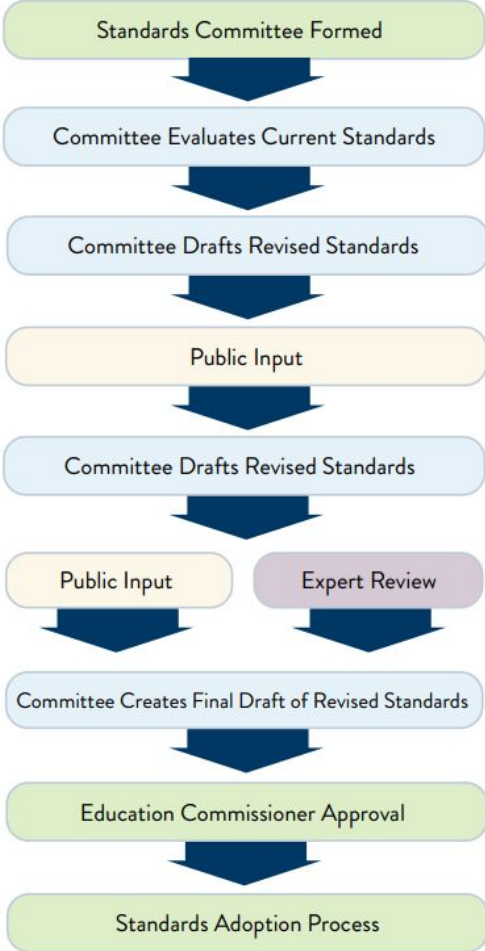 Standards Committee Formed
Committee Evaluates Current Standards
Committee Drafts Revised Standards
Public Input
Committee Drafts Revised Standards
Public Input
Expert Review
Committee Creates Final Draft of Revised Standards
Education Commissioner Approval
Standards Adoption Process